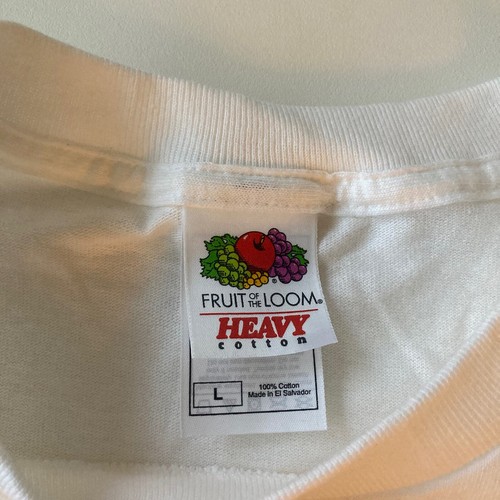 FRUIT OF THE LOOM®
HEAVY
cotton
L
100% Cotton
Made in El Salvador